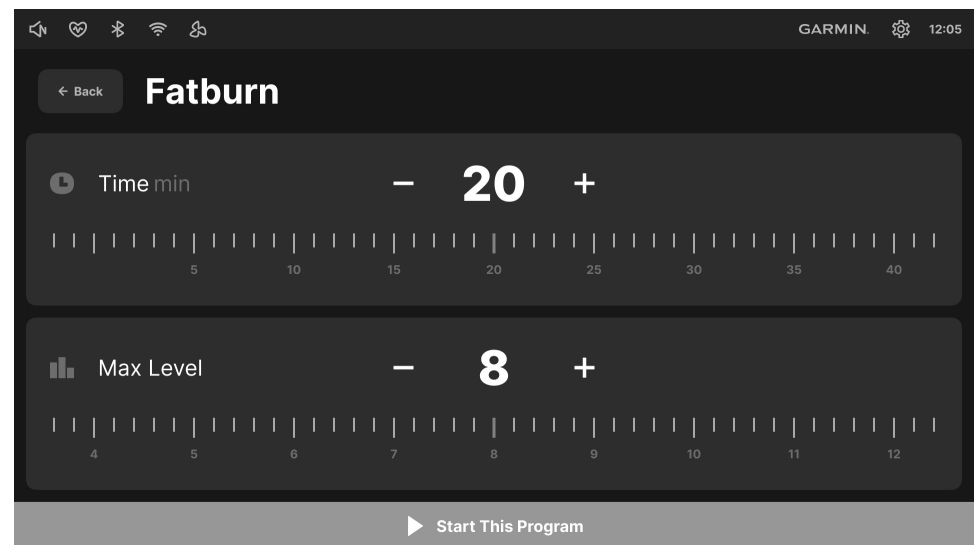 GARMIN. 12:05
← Back Fatburn
Time min − 20 +
5 10 15 20 25 30 35 40
Max Level − 8 +
4 5 6 7 8 9 10 11 12
Start This Program